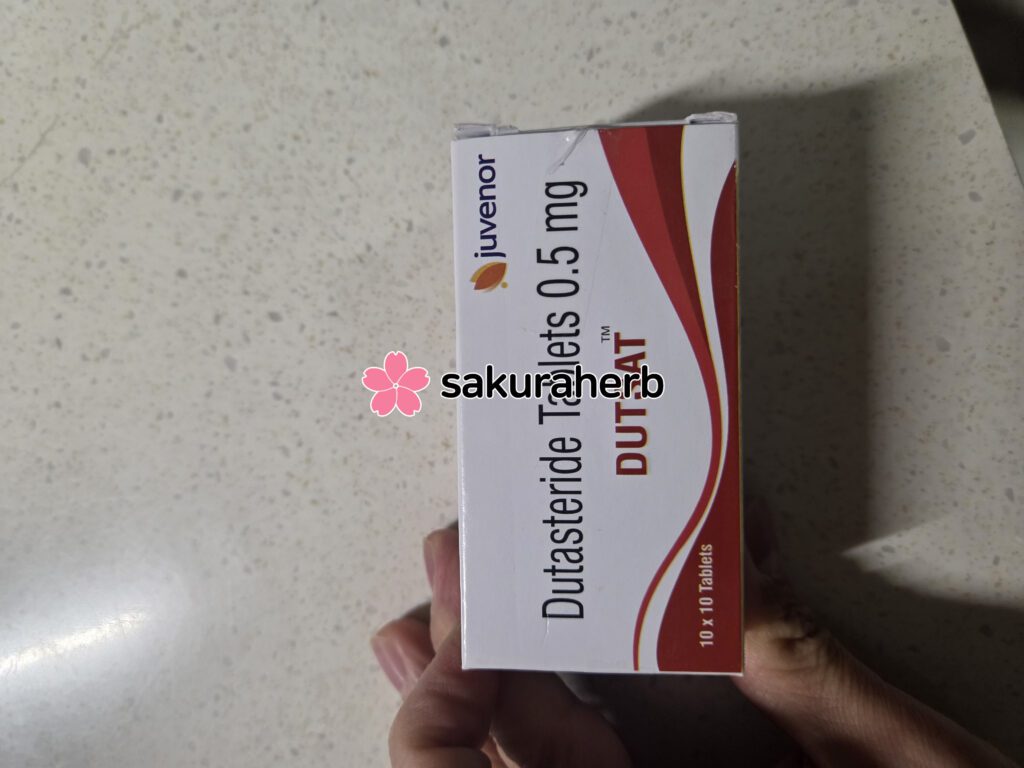 juvenor
Dutasteride Tablets 0.5 mg
TM
10 x 10 Tablets
sakuraherb